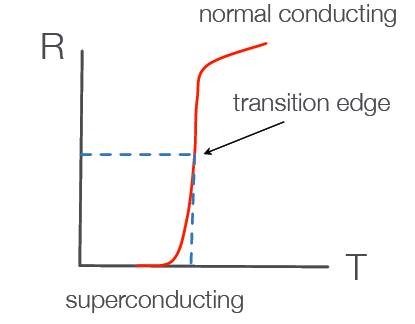 normal conducting
R
transition edge
T
superconducting